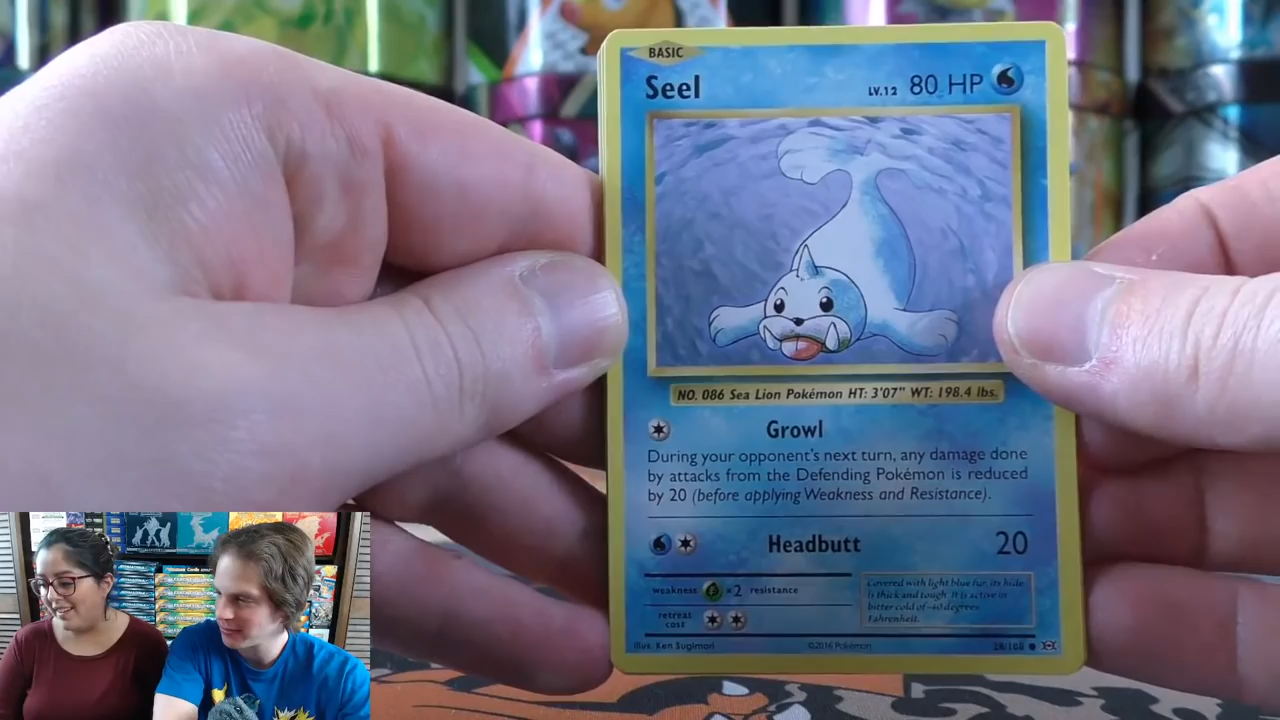 BASIC
Seel LV.12 80 HP
NO. 086 Sea Lion Pokémon HT: 3'07" WT: 198.4 lbs.
Growl
During your opponent's next turn, any damage done
by attacks from the Defending Pokémon is reduced
by 20 (before applying Weakness and Resistance).
Headbutt 20
weakness ×2 resistance
retreat
cost
Covered with light blue fur, its hide
is thick and tough. It is active in
bitter cold of -40 degrees
Fahrenheit.
Illus. Ken Sugimori ©2016 Pokémon 28/108